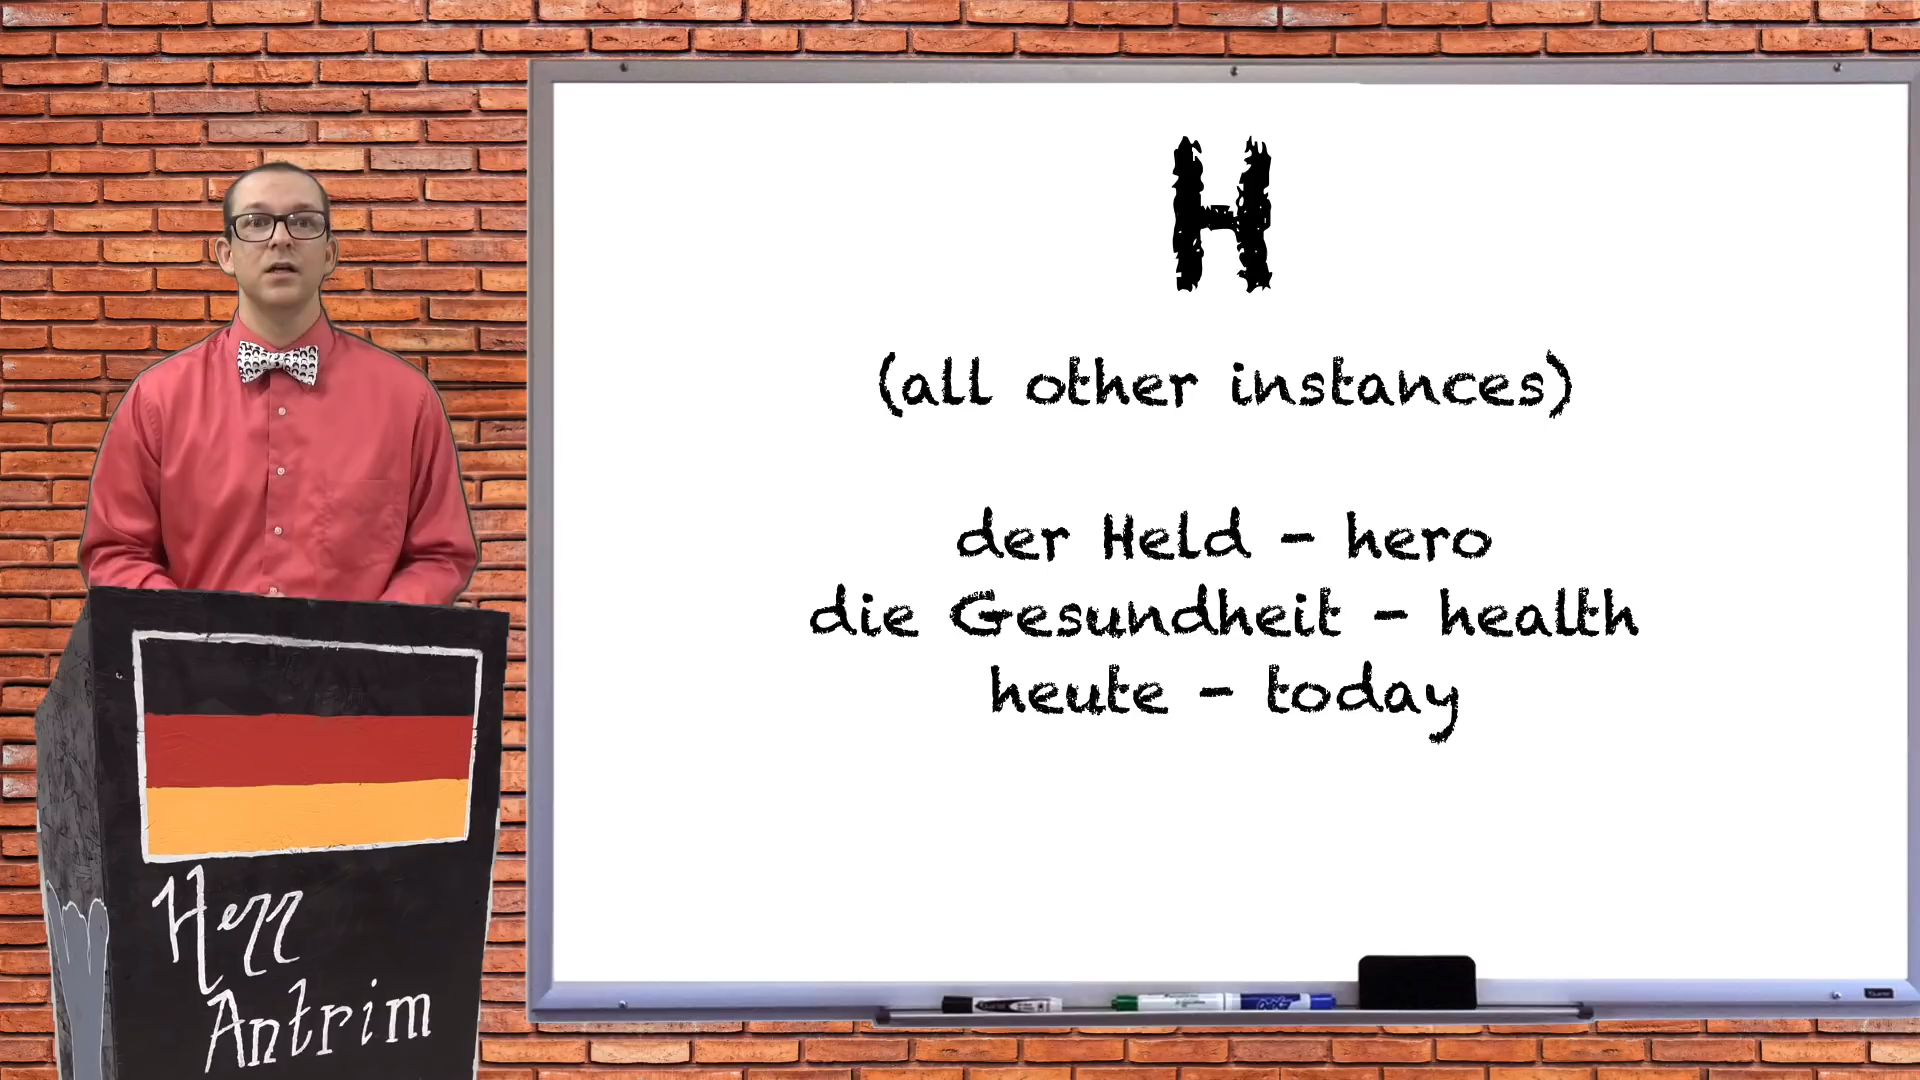 H
(all other instances)
der Held - hero
die Gesundheit - health
heute - today
Herr
Antrim